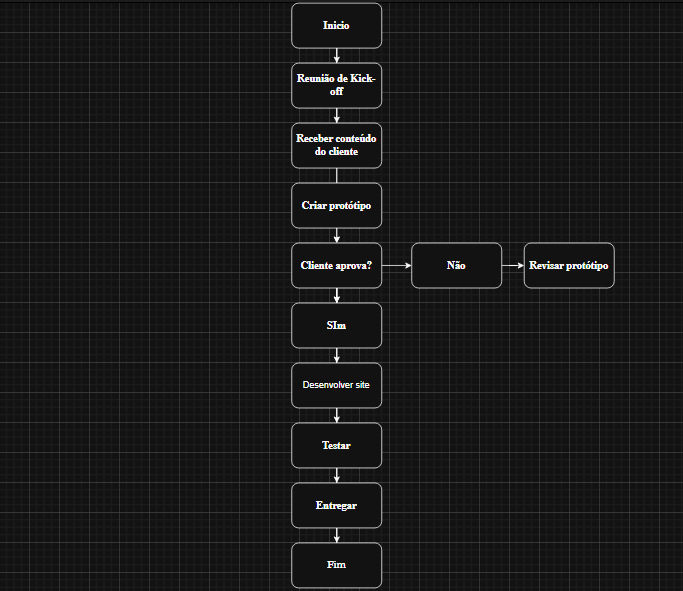 Inicio
Reunião de Kick-
off
Receber conteúdo
do cliente
Criar protótipo
Cliente aprova?
Não
Revisar protótipo
SIm
Desenvolver site
Testar
Entregar
Fim